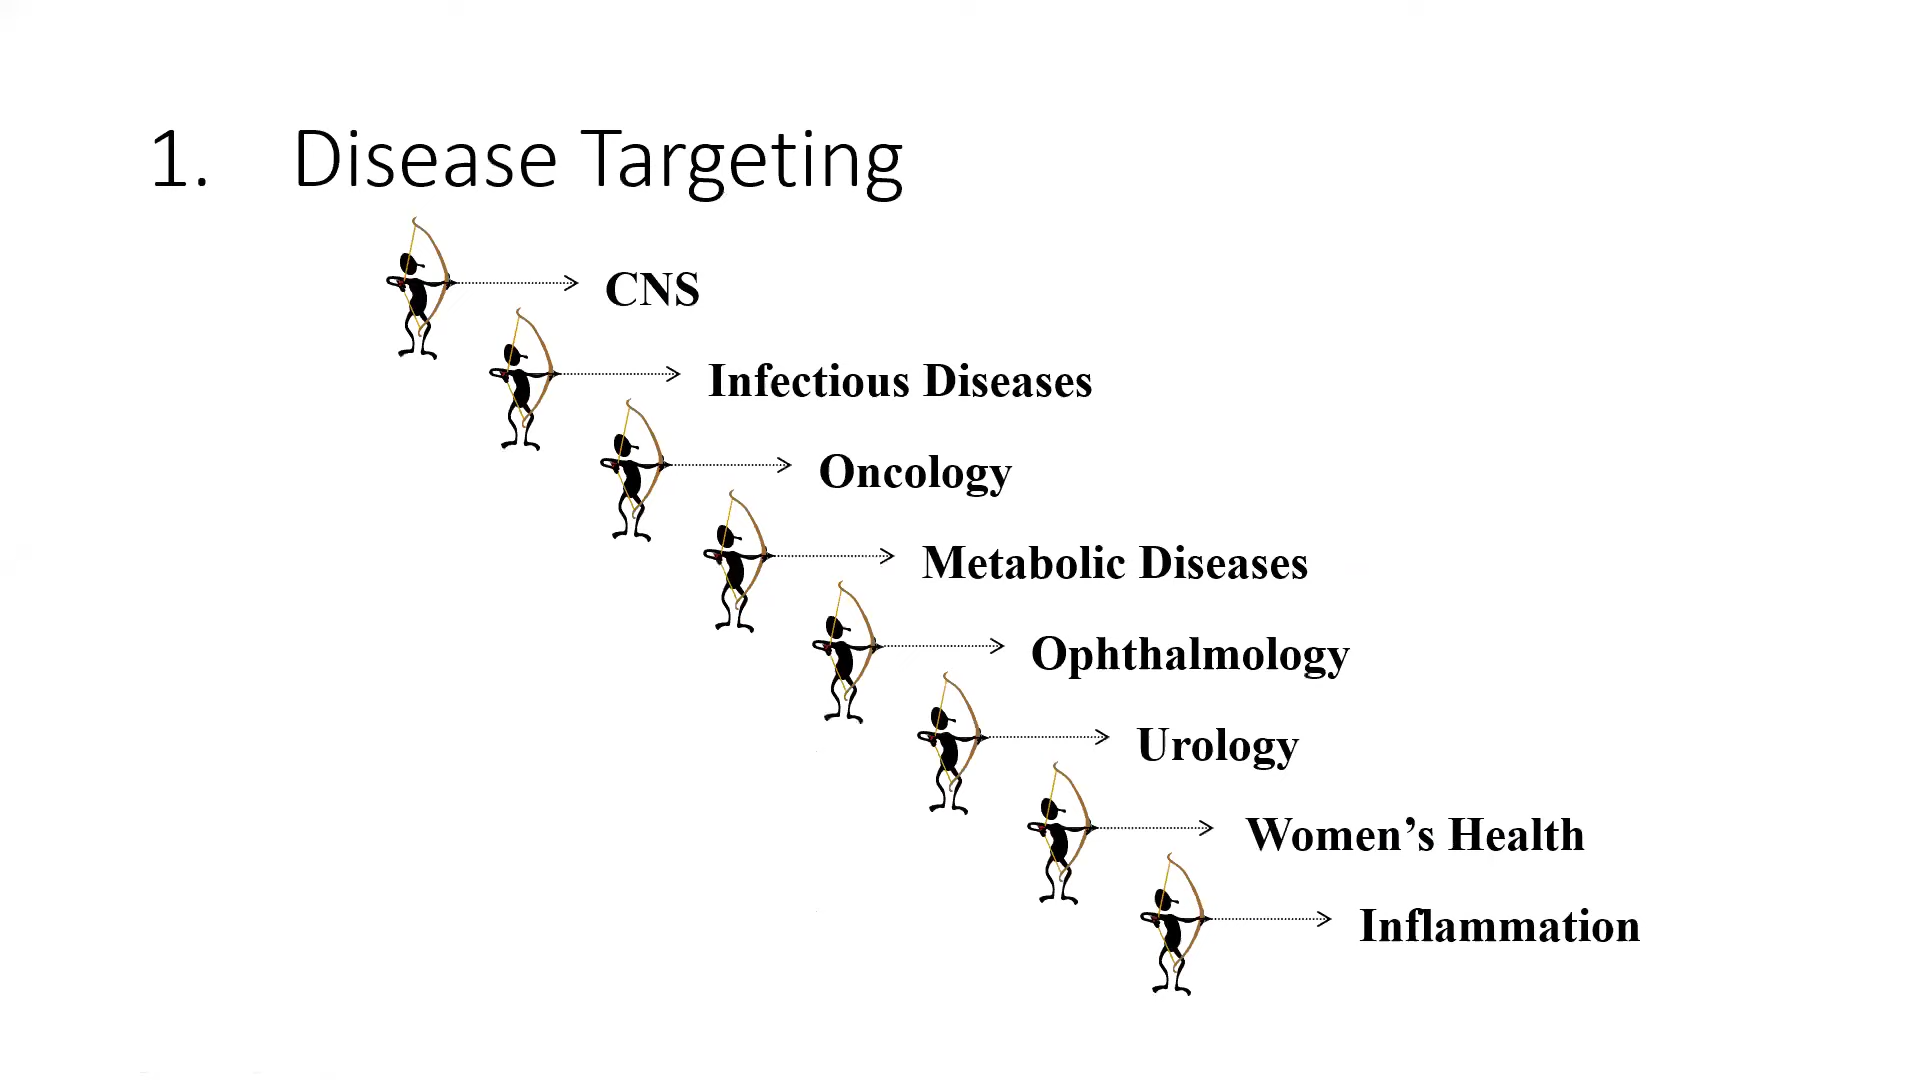 1. Disease Targeting
CNS
Infectious Diseases
Oncology
Metabolic Diseases
Ophthalmology
Urology
Women’s Health
Inflammation